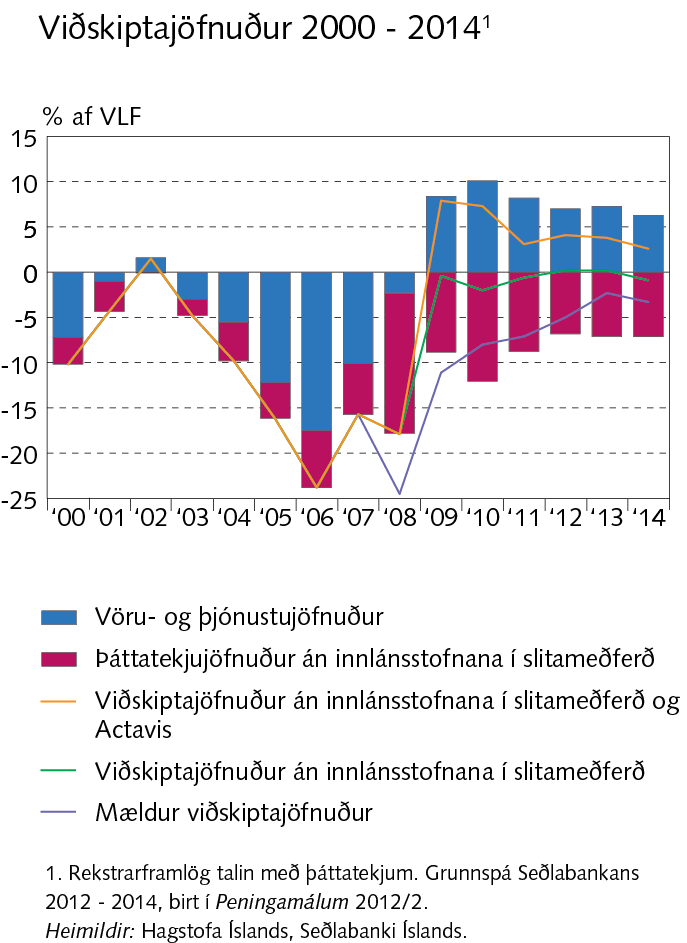 Viðskiptajöfnuður 2000 - 2014¹
% af VLF
15
10
5
0
-5
-10
-15
-20
-25
‘00 ‘01 ‘02 ‘03 ‘04 ‘05 ‘06 ‘07 ‘08 ‘09 ‘10 ‘11 ‘12 ‘13 ‘14
Vöru- og þjónustujöfnuður
Þáttatekjujöfnuður án innlánsstofnana í slitameðferð
Viðskiptajöfnuður án innlánsstofnana í slitameðferð og
Actavis
Viðskiptajöfnuður án innlánsstofnana í slitameðferð
Mældur viðskiptajöfnuður
1. Rekstrarframlög talin með þáttatekjum. Grunnspá Seðlabankans
2012 - 2014, birt í Peningamálum 2012/2.
Heimildir: Hagstofa Íslands, Seðlabanki Íslands.